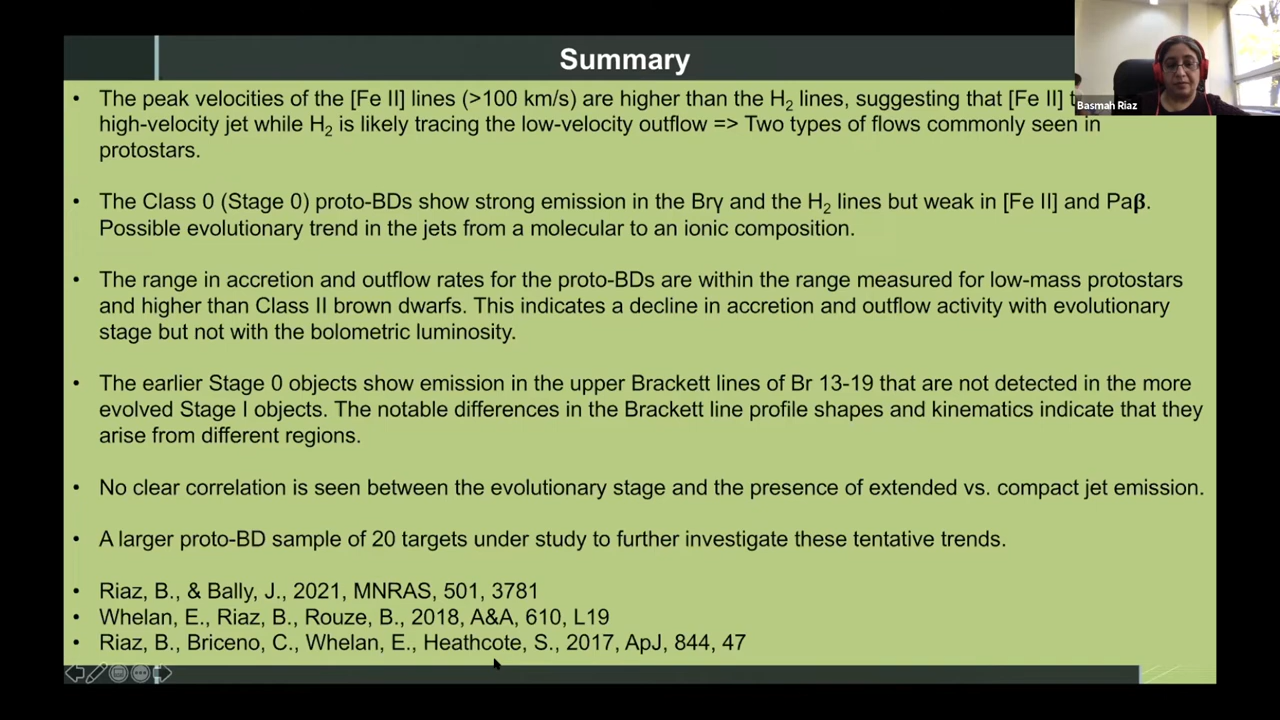 Summary
• The peak velocities of the [Fe II] lines (>100 km/s) are higher than the H₂ lines, suggesting that [Fe II]
high-velocity jet while H₂ is likely tracing the low-velocity outflow => Two types of flows commonly seen in
protostars.
• The Class 0 (Stage 0) proto-BDs show strong emission in the Brγ and the H₂ lines but weak in [Fe II] and Paβ.
Possible evolutionary trend in the jets from a molecular to an ionic composition.
• The range in accretion and outflow rates for the proto-BDs are within the range measured for low-mass protostars
and higher than Class II brown dwarfs. This indicates a decline in accretion and outflow activity with evolutionary
stage but not with the bolometric luminosity.
• The earlier Stage 0 objects show emission in the upper Brackett lines of Br 13-19 that are not detected in the more
evolved Stage I objects. The notable differences in the Brackett line profile shapes and kinematics indicate that they
arise from different regions.
• No clear correlation is seen between the evolutionary stage and the presence of extended vs. compact jet emission.
• A larger proto-BD sample of 20 targets under study to further investigate these tentative trends.
• Riaz, B., & Bally, J., 2021, MNRAS, 501, 3781
• Whelan, E., Riaz, B., Rouze, B., 2018, A&A, 610, L19
• Riaz, B., Briceno, C., Whelan, E., Heathcote, S., 2017, ApJ, 844, 47
Basmah Riaz